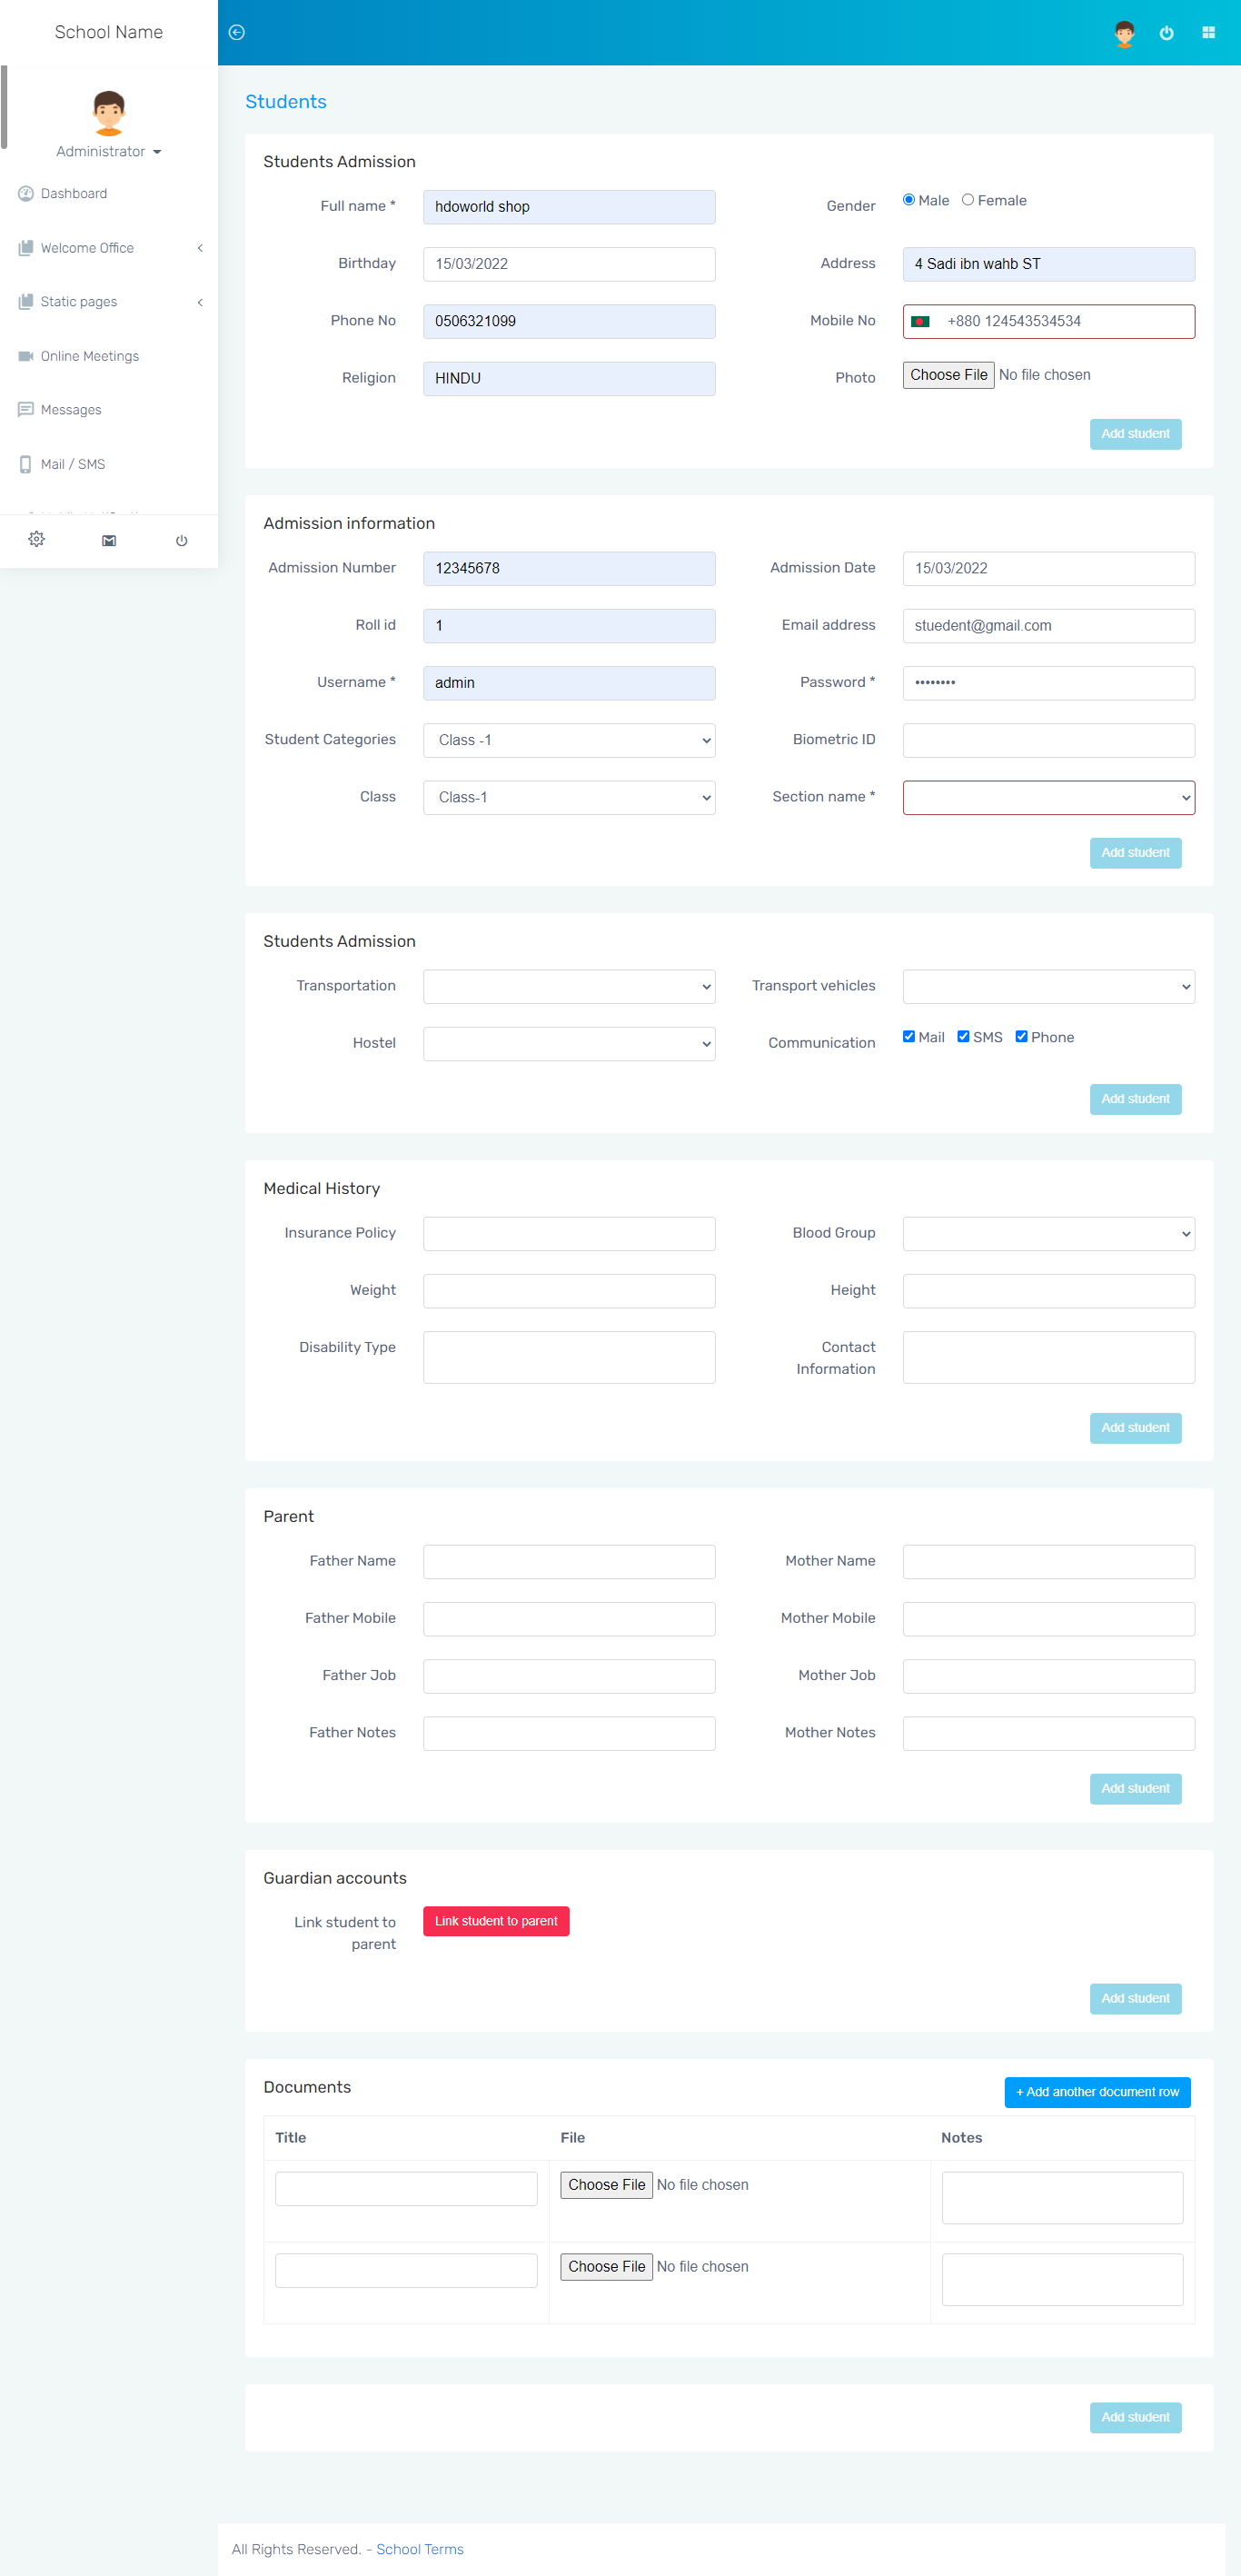 School Name
Administrator
Dashboard
Welcome Office
Static pages
Online Meetings
Messages
Mail / SMS
Students
Students Admission
Full name * hdoworld shop Gender Male Female
Birthday 15/03/2022 Address 4 Sadi ibn wahb ST
Phone No 0506321099 Mobile No +880 124543534534
Religion HINDU Photo Choose File No file chosen
Add student
Admission information
Admission Number 12345678 Admission Date 15/03/2022
Roll id 1 Email address stuedent@gmail.com
Username * admin Password * ••••••••
Student Categories Class -1 Biometric ID
Class Class-1 Section name *
Add student
Students Admission
Transportation Transport vehicles
Hostel Communication Mail SMS Phone
Add student
Medical History
Insurance Policy Blood Group
Weight Height
Disability Type Contact
Information
Add student
Parent
Father Name Mother Name
Father Mobile Mother Mobile
Father Job Mother Job
Father Notes Mother Notes
Add student
Guardian accounts
Link student to Link student to parent
parent
Add student
Documents + Add another document row
Title File Notes
Choose File No file chosen
Choose File No file chosen
Add student
All Rights Reserved. - School Terms